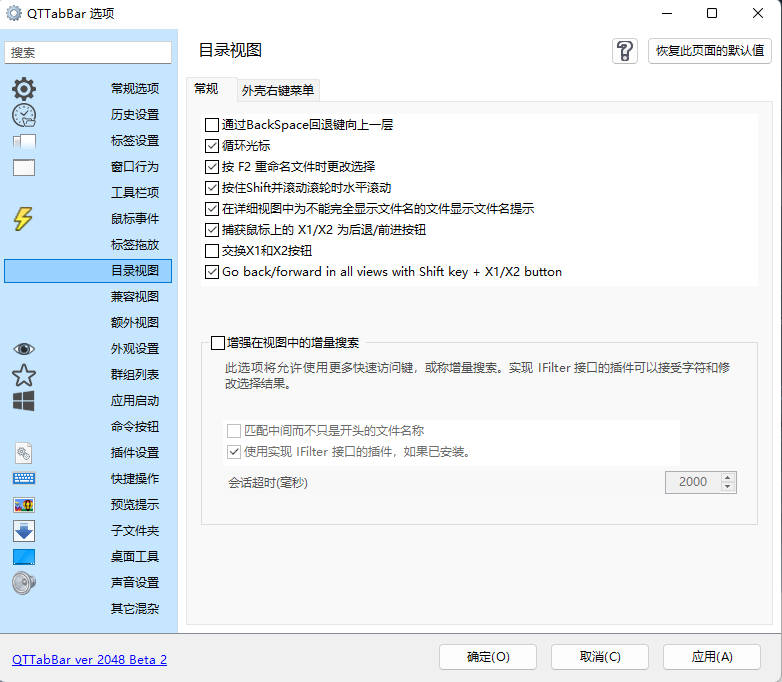 QTTabBar 选项
搜索
常规选项
历史设置
标签设置
窗口行为
工具栏项
鼠标事件
标签拖放
目录视图
兼容视图
额外视图
外观设置
群组列表
应用启动
命令按钮
插件设置
快捷操作
预览提示
子文件夹
桌面工具
声音设置
其它混杂
目录视图
恢复此页面的默认值
常规
外壳右键菜单
通过BackSpace回退键向上一层
循环光标
按 F2 重命名文件时更改选择
按住Shift并滚动滚轮时水平滚动
在详细视图中为不能完全显示文件名的文件显示文件名提示
捕获鼠标上的 X1/X2 为后退/前进按钮
交换X1和X2按钮
Go back/forward in all views with Shift key + X1/X2 button
增强在视图中的增量搜索
此选项将允许使用更多快速访问键，或称增量搜索。实现 IFilter 接口的插件可以接受字符和修
改选择结果。
匹配中间而不只是开头的文件名称
使用实现 IFilter 接口的插件，如果已安装。
会话超时(毫秒)
2000
QTTabBar ver 2048 Beta 2
确定(O)
取消(C)
应用(A)